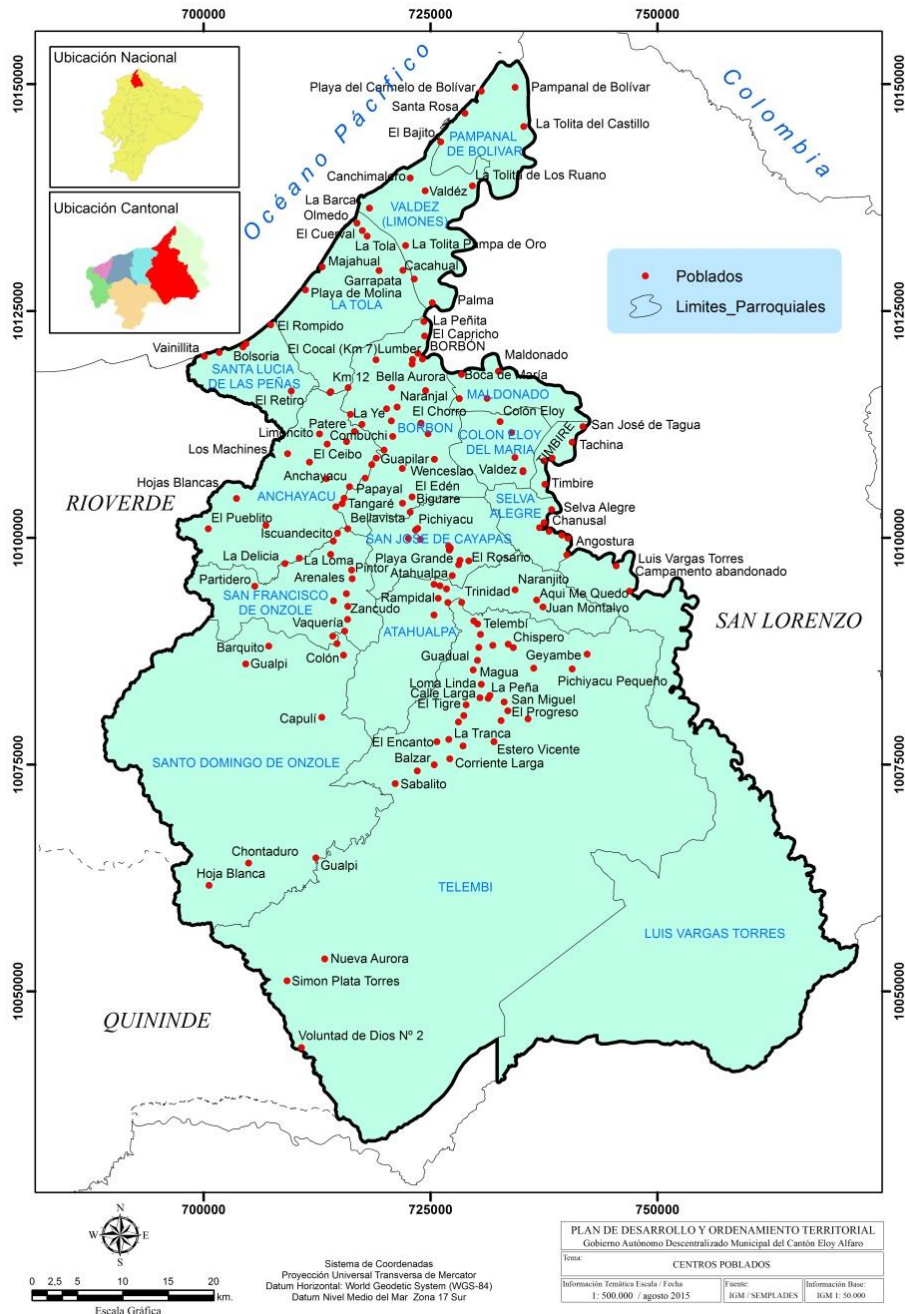 700000
725000
750000
Ubicación Nacional
Ubicación Cantonal
Océano Pacífico
Colombia
10150000
10150000
Playa del Carmelo de Bolívar
Pampanal de Bolívar
Santa Rosa
La Tolita del Castillo
El Bajito
PAMPANAL
DE BOLIVAR
Canchimalero
La Tolita de Los Ruano
Valdéz
La Barca
VALDEZ
(LIMONES)
Olmedo
El Cuerval
La Tola
La Tolita Pampa de Oro
Majahual
Cacahual
Garrapata
Playa de Molina
LA TOLA
Palma
Poblados
Limites_Parroquiales
10125000
10125000
El Rompido
La Peñita
El Capricho
Vainillita
Bolsoria
El Cocal (Km 7)
Lumber
BORBÓN
Maldonado
SANTA LUCIA
DE LAS PEÑAS
Km 12
Bella Aurora
Boca de María
El Retiro
Naranjal
MALDONADO
La Ye
El Chorro
Colón Eloy
Patere
BORBON
San José de Tagua
Limoncito
Combuchi
COLON ELOY
DEL MARIA
TIMBIRE
Tachina
Los Machines
El Ceibo
Guapilar
Wenceslao
Valdez
Hojas Blancas
Anchayacu
El Edén
Timbire
RIOVERDE
ANCHAYACU
Papayal
Biguare
SELVA
ALEGRE
Tangaré
Selva Alegre
El Pueblito
Bellavista
Pichiyacu
Chanusal
10100000
10100000
Iscuandecito
SAN JOSE DE CAYAPAS
Angostura
La Delicia
La Loma
Playa Grande
El Rosario
Luis Vargas Torres
Pintor
Atahualpa
Campamento abandonado
Partidero
Arenales
Naranjito
SAN FRANCISCO
DE ONZOLE
Rampidal
Trinidad
Aqui Me Quedo
Zancudo
Juan Montalvo
SAN LORENZO
Vaquería
ATAHUALPA
Telembí
Barquito
Chispero
Gualpi
Colón
Guadual
Geyambe
Magua
Pichiyacu Pequeño
Loma Linda
La Peña
Calle Larga
San Miguel
El Tigre
El Progreso
Capulí
La Tranca
El Encanto
Estero Vicente
SANTO DOMINGO DE ONZOLE
Balzar
Corriente Larga
10075000
10075000
Sabalito
Chontaduro
Gualpi
Hoja Blanca
TELEMBI
LUIS VARGAS TORRES
Nueva Aurora
Simon Plata Torres
10050000
10050000
QUININDE
Voluntad de Dios Nº 2
700000
725000
750000
N
W
E
S
0 2,5 5 10 15 20
km.
Escala Gráfica
Sistema de Coordenadas
Proyección Universal Transversa de Mercator
Datum Horizontal: World Geodetic System (WGS-84)
Datum Nivel Medio del Mar Zona 17 Sur
PLAN DE DESARROLLO Y ORDENAMIENTO TERRITORIAL
Gobierno Autónomo Descentralizado Municipal del Cantón Eloy Alfaro
Tema:
CENTROS POBLADOS
Información Temática Escala / Fecha
1: 500.000 / agosto 2015
Fuente:
IGM / SEMPLADES
Información Base:
IGM 1: 50.000